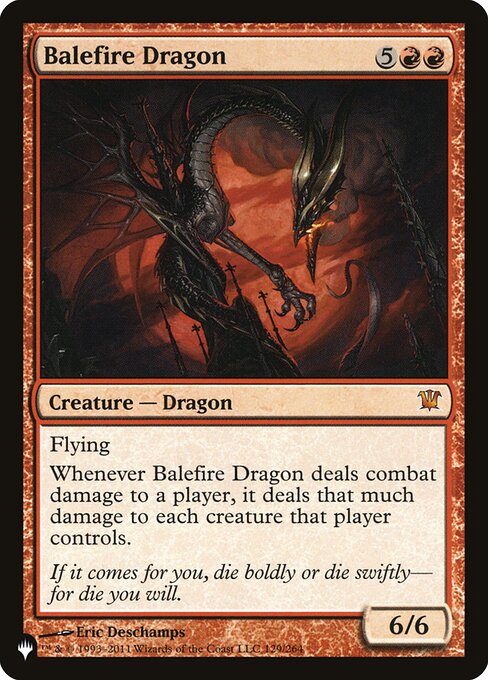 Balefire Dragon 5
Creature — Dragon
Flying
Whenever Balefire Dragon deals combat
damage to a player, it deals that much
damage to each creature that player
controls.
If it comes for you, die boldly or die swiftly—
for die you will.
6/6
Eric Deschamps
™ & © 1993–2011 Wizards of the Coast LLC 129/264